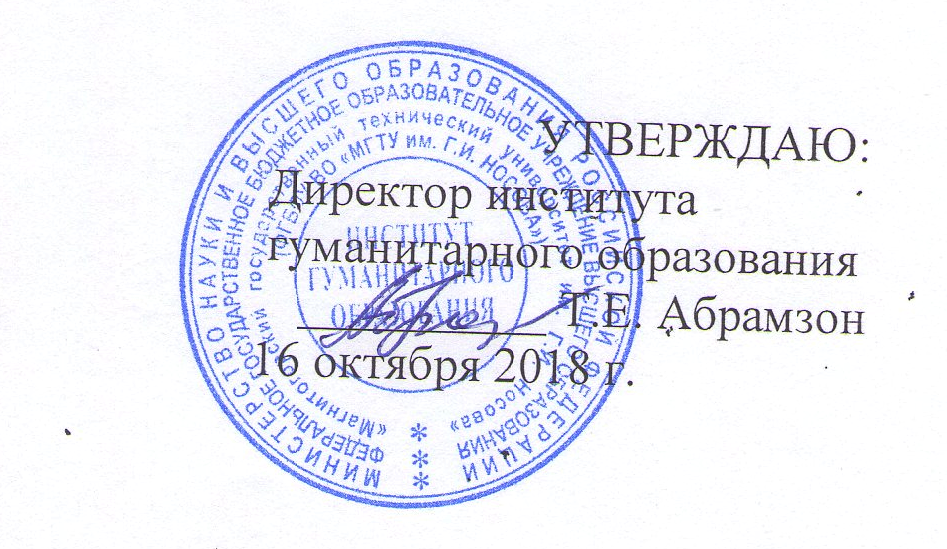 УТВЕРЖДАЮ:
Директор института
гуманитарного образования
Т.Е. Абрамзон
16 октября 2018 г.
МИНИСТЕРСТВО НАУКИ И ВЫСШЕГО ОБРАЗОВАНИЯ РОССИЙСКОЙ ФЕДЕРАЦИИ
ФЕДЕРАЛЬНОЕ ГОСУДАРСТВЕННОЕ БЮДЖЕТНОЕ ОБРАЗОВАТЕЛЬНОЕ УЧРЕЖДЕНИЕ ВЫСШЕГО ОБРАЗОВАНИЯ
«Магнитогорский государственный технический университет им. Г.И. Носова»
(ФГБОУ ВО «МГТУ им. Г.И. НОСОВА»)
ИНСТИТУТ
ГУМАНИТАРНОГО
ОБРАЗОВАНИЯ